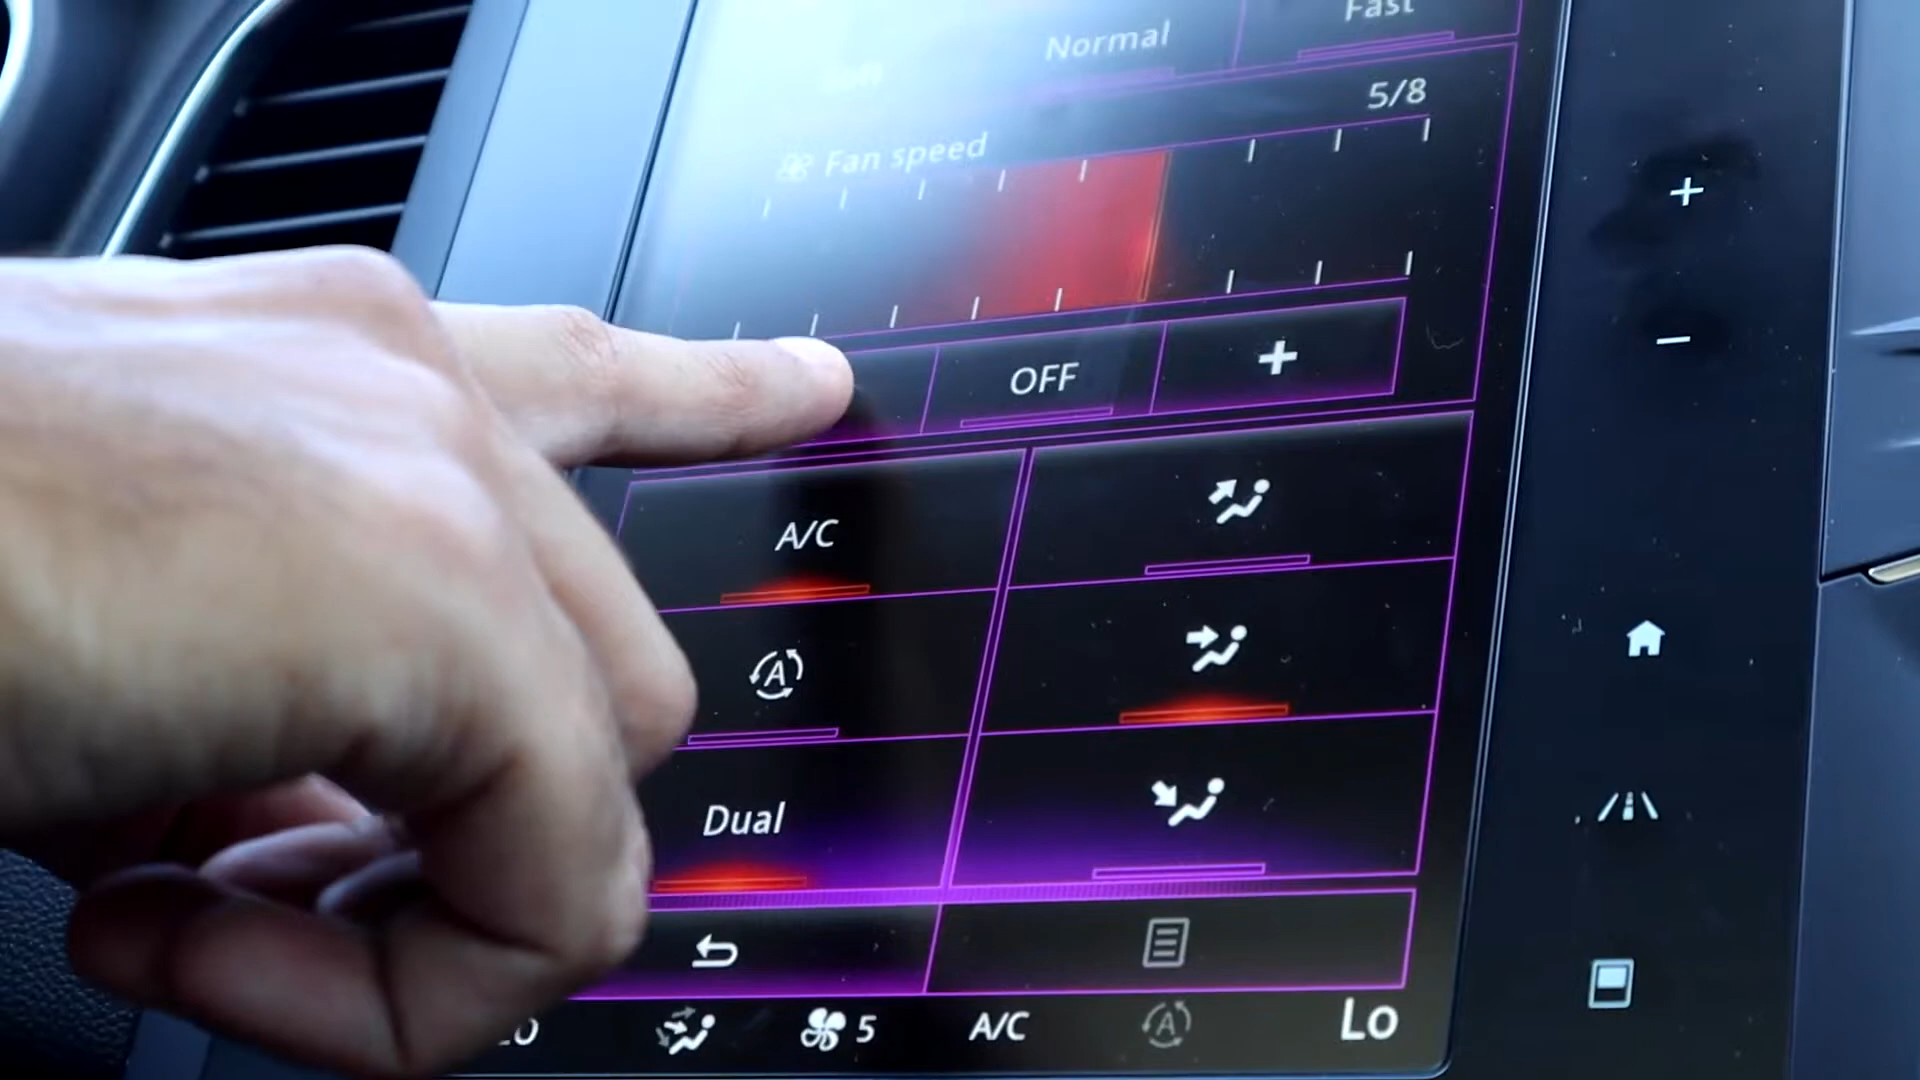 Fast
Normal
5/8
Fan speed
OFF
+
+
−
A/C
A
Dual
5
A/C
A
Lo